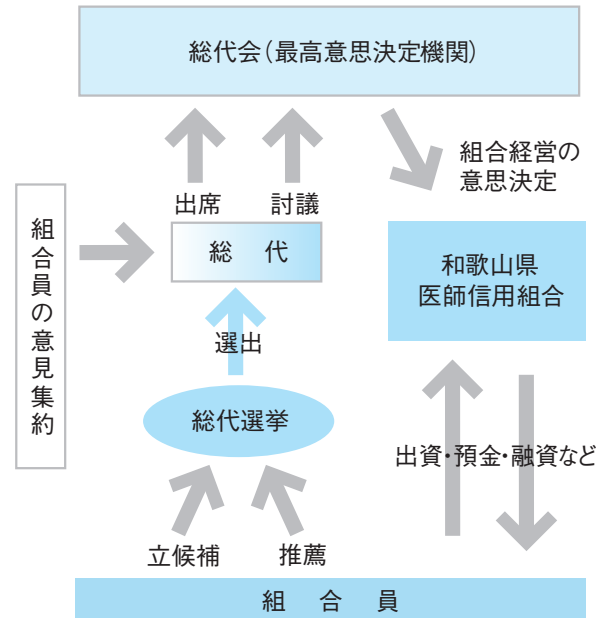 総代会（最高意思決定機関）
組合経営の
意思決定
出席
討議
組合員の意見集約
総　代
和歌山県
医師信用組合
選出
総代選挙
出資・預金・融資など
立候補
推薦
組　合　員